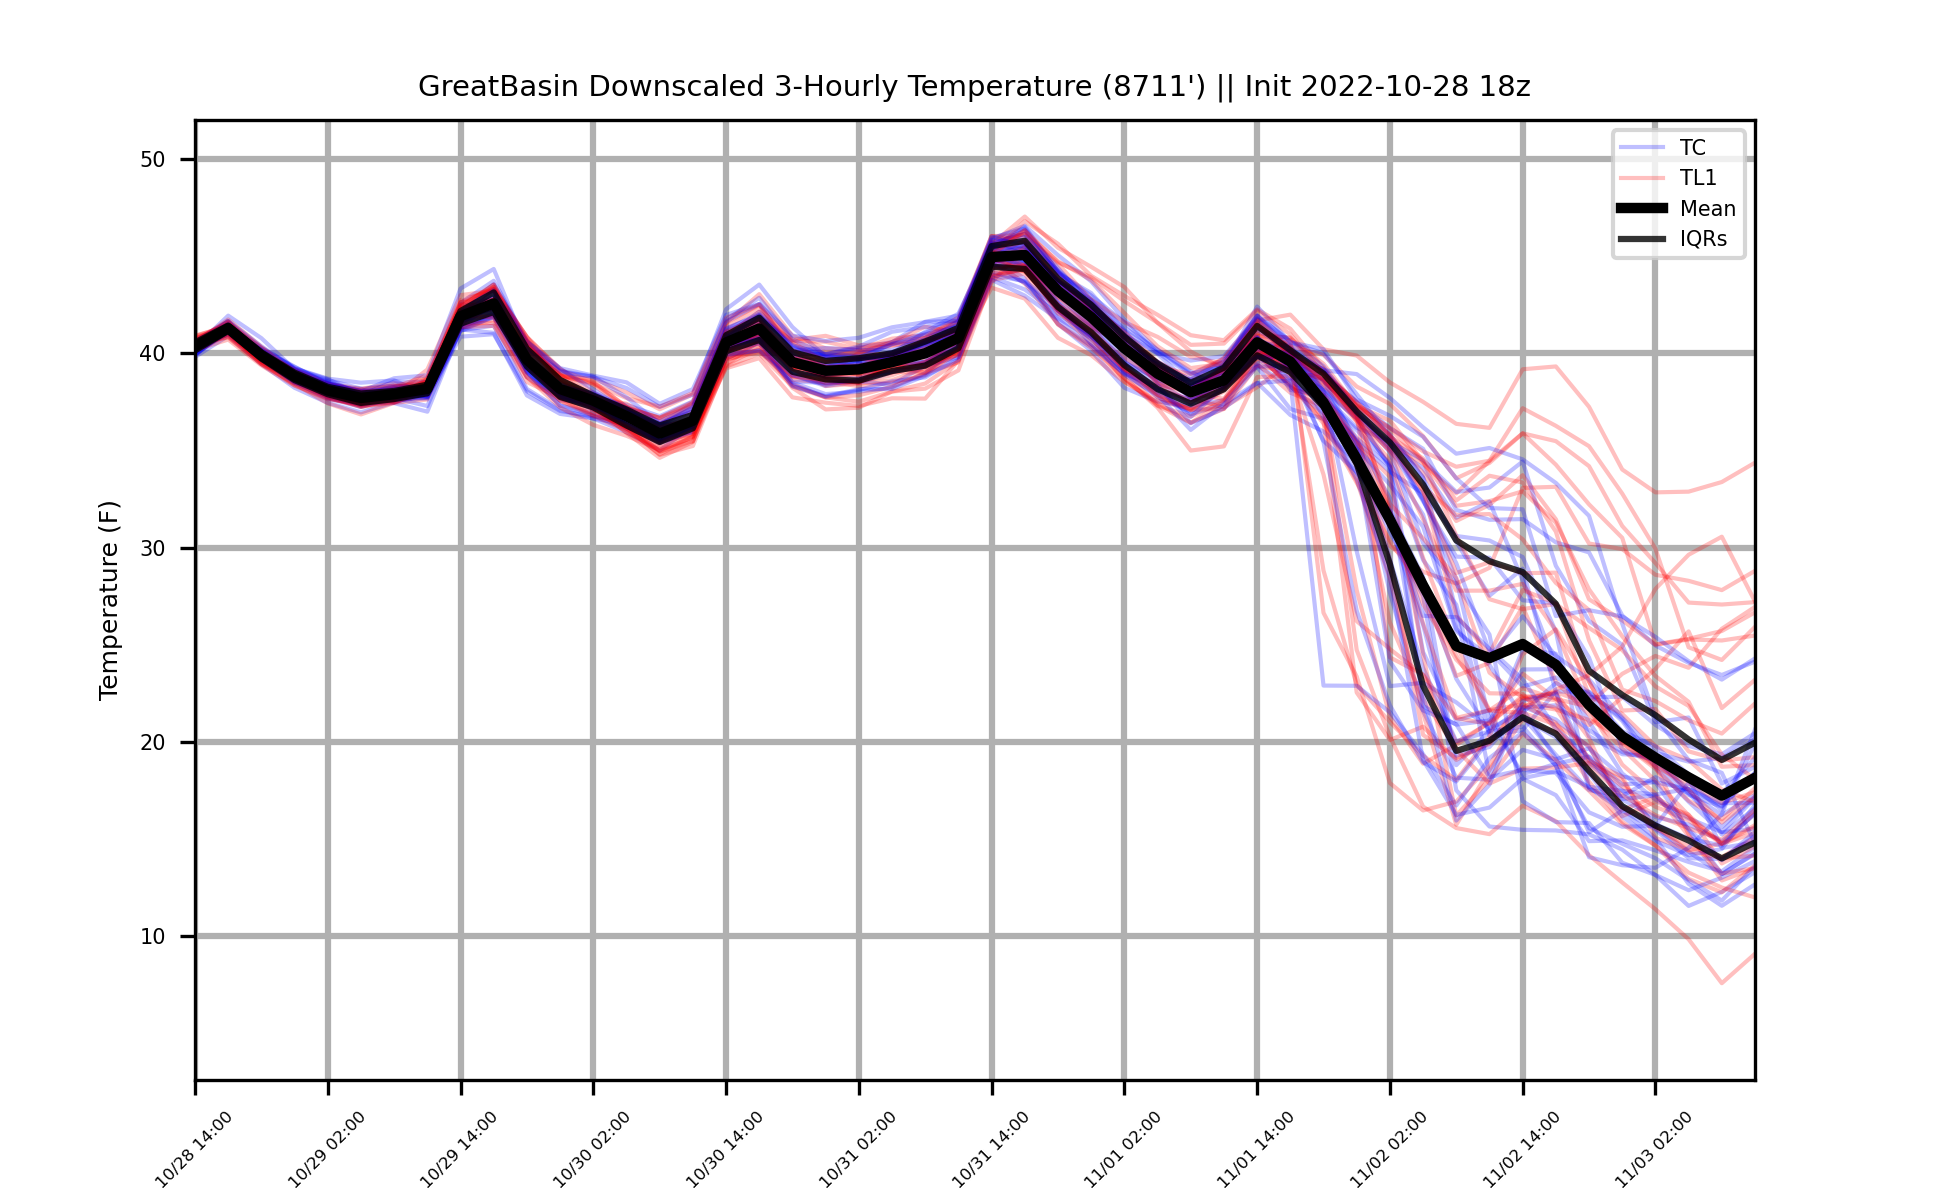 GreatBasin Downscaled 3-Hourly Temperature (8711') || Init 2022-10-28 18z
TC
TL1
Mean
IQRs
Temperature (F)
50
40
30
20
10
10/28 14:00
10/29 02:00
10/29 14:00
10/30 02:00
10/30 14:00
10/31 02:00
10/31 14:00
11/01 02:00
11/01 14:00
11/02 02:00
11/02 14:00
11/03 02:00